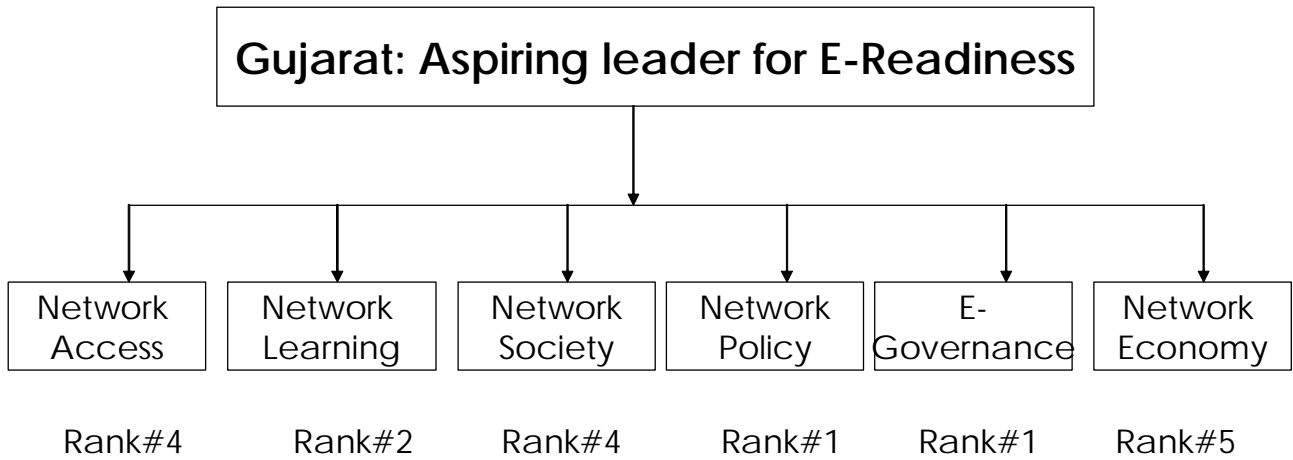 Gujarat: Aspiring leader for E-Readiness
Network
Access
Network
Learning
Network
Society
Network
Policy
E-
Governance
Network
Economy
Rank#4
Rank#2
Rank#4
Rank#1
Rank#1
Rank#5